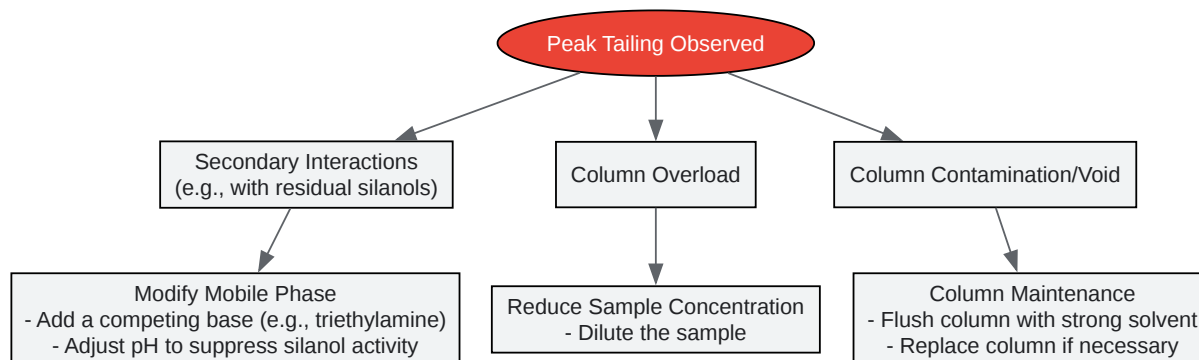 Peak Tailing Observed
Secondary Interactions
(e.g., with residual silanols)
Column Overload
Column Contamination/Void
Modify Mobile Phase
- Add a competing base (e.g., triethylamine)
- Adjust pH to suppress silanol activity
Reduce Sample Concentration
- Dilute the sample
Column Maintenance
- Flush column with strong solvent
- Replace column if necessary